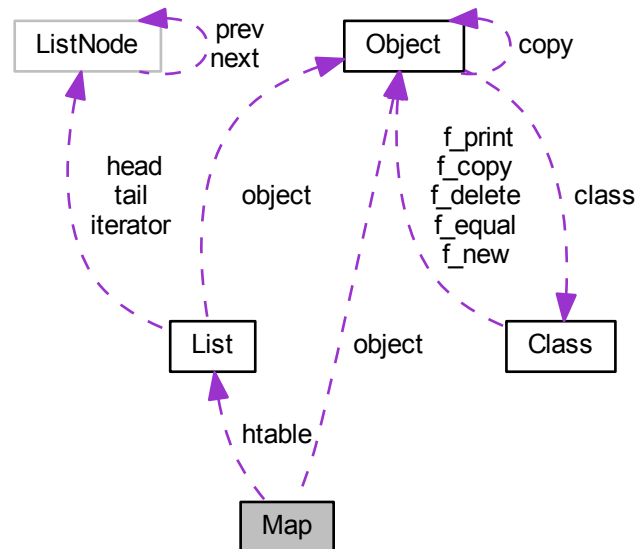 ListNode
prev
next
Object
copy
head
tail
iterator
object
f_print
f_copy
f_delete
f_equal
f_new
class
List
object
Class
htable
Map